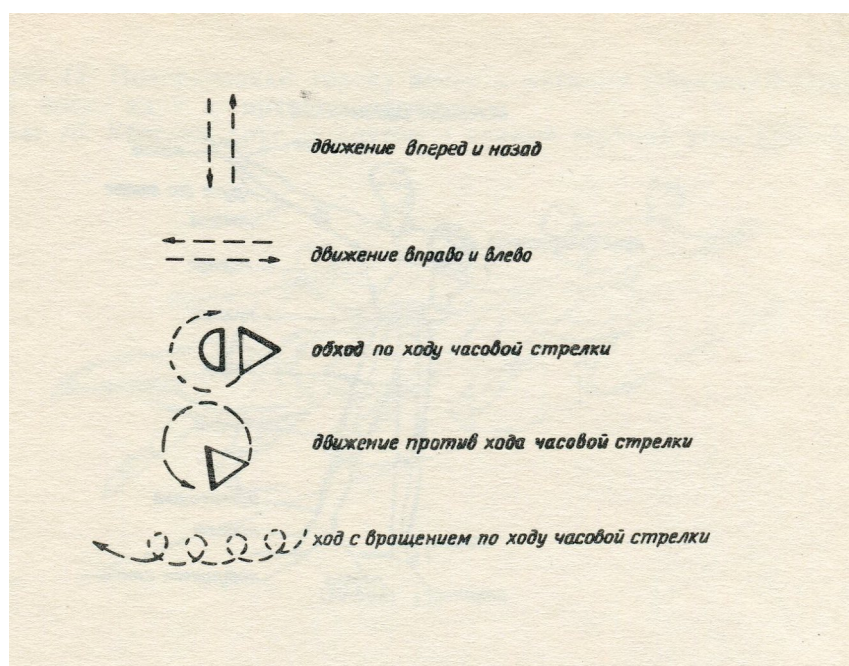 движение вперед и назад
движение вправо и влево
обход по ходу часовой стрелки
движение против хода часовой стрелки
ход с вращением по ходу часовой стрелки